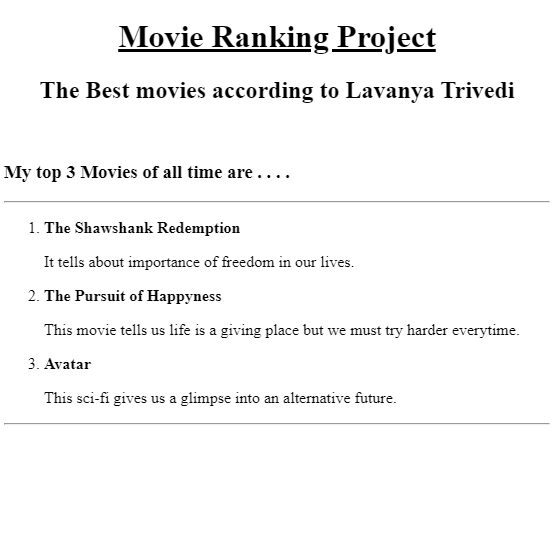 Movie Ranking Project
The Best movies according to Lavanya Trivedi
My top 3 Movies of all time are . . . .
1. The Shawshank Redemption
It tells about importance of freedom in our lives.
2. The Pursuit of Happyness
This movie tells us life is a giving place but we must try harder everytime.
3. Avatar
This sci-fi gives us a glimpse into an alternative future.